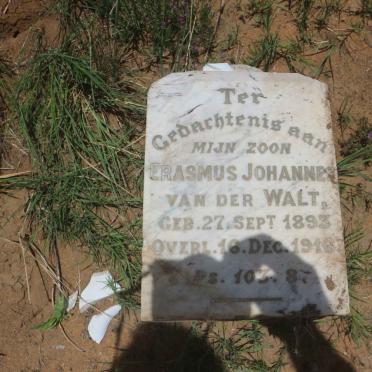 Ter
Gedachtenis aan
MIJN ZOON
ERASMUS JOHANNES
VAN DER WALT,
GEB. 27. SEPT 1893
OVERL. 16. DEC. 1918
Ps. 103. 8